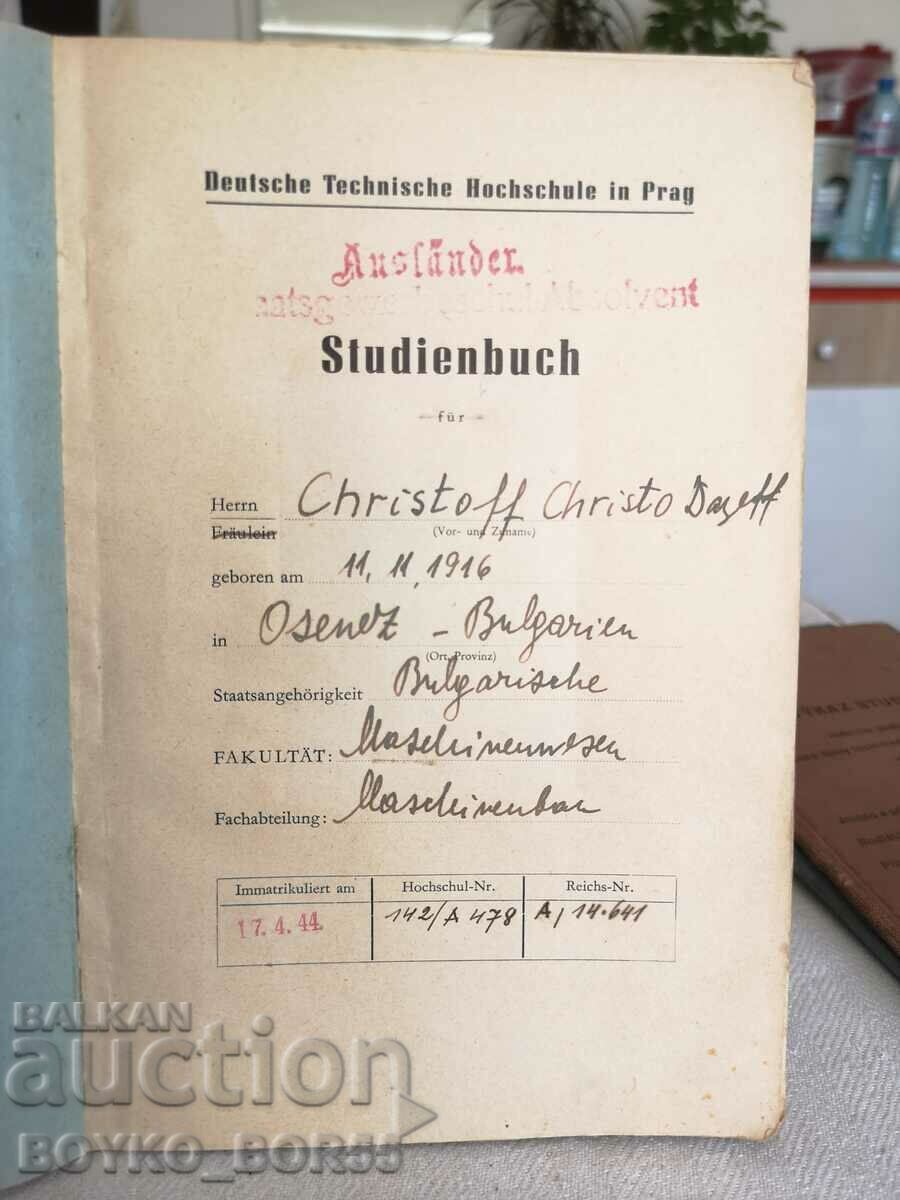 Deutsche Technische Hochschule in Prag
Ausländer.
Absolvent
Studienbuch
für
Herrn Christoff Christo Dazeff
Fräulein
(Vor- und Zuname)
geboren am 11. 11. 1916
in Osenez - Bulgarien
(Ort, Provinz)
Staatsangehörigkeit Bulgarische
FAKULTÄT: Maschinenwesen
Fachabteilung: Maschinenbau
Immatrikuliert am Hochschul-Nr. Reichs-Nr.
17. 4. 44 142/A 478 A/ 14.641
BALKAN
auction
BOYKO_BOR55